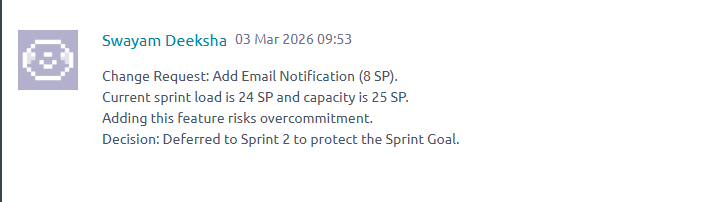 Swayam Deeksha 03 Mar 2026 09:53
Change Request: Add Email Notification (8 SP).
Current sprint load is 24 SP and capacity is 25 SP.
Adding this feature risks overcommitment.
Decision: Deferred to Sprint 2 to protect the Sprint Goal.